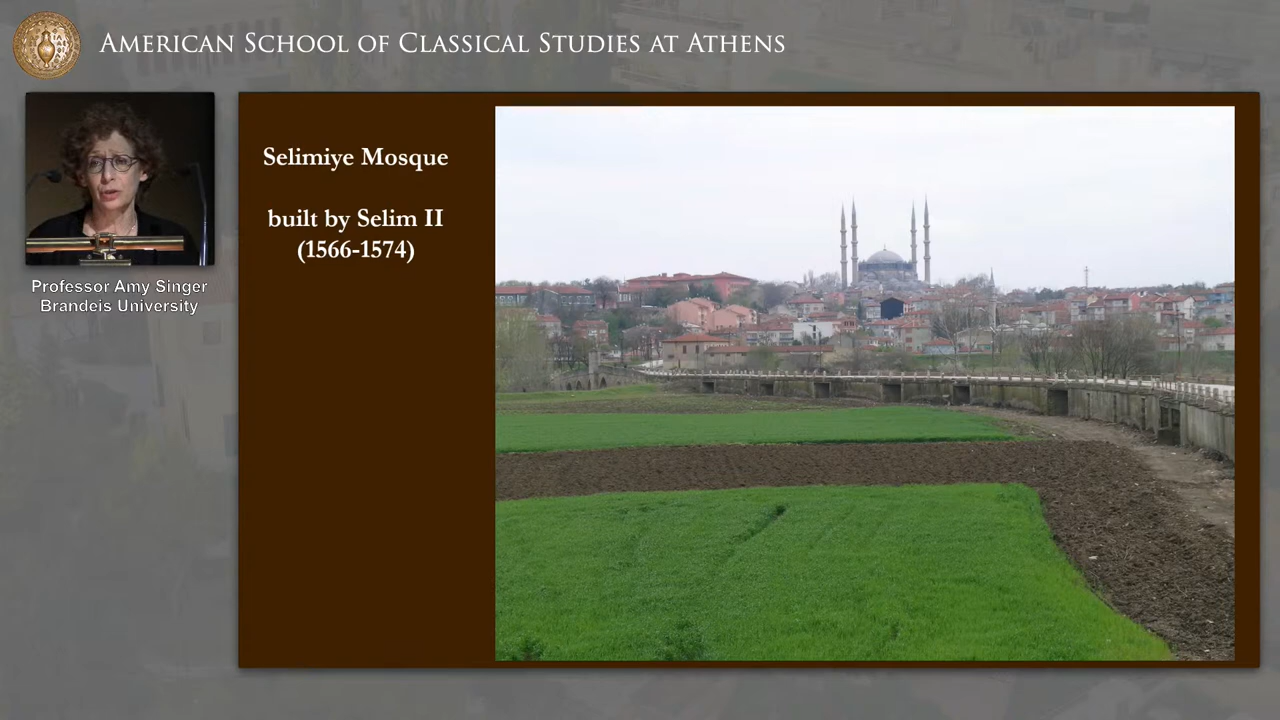 American School of Classical Studies at Athens
Professor Amy Singer
Brandeis University
Selimiye Mosque
built by Selim II
(1566-1574)